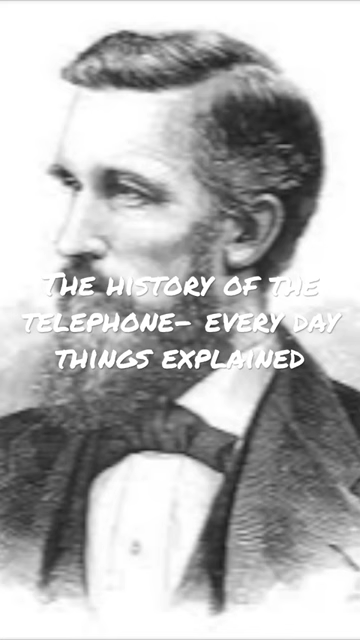 The history of the
telephone- every day
things explained